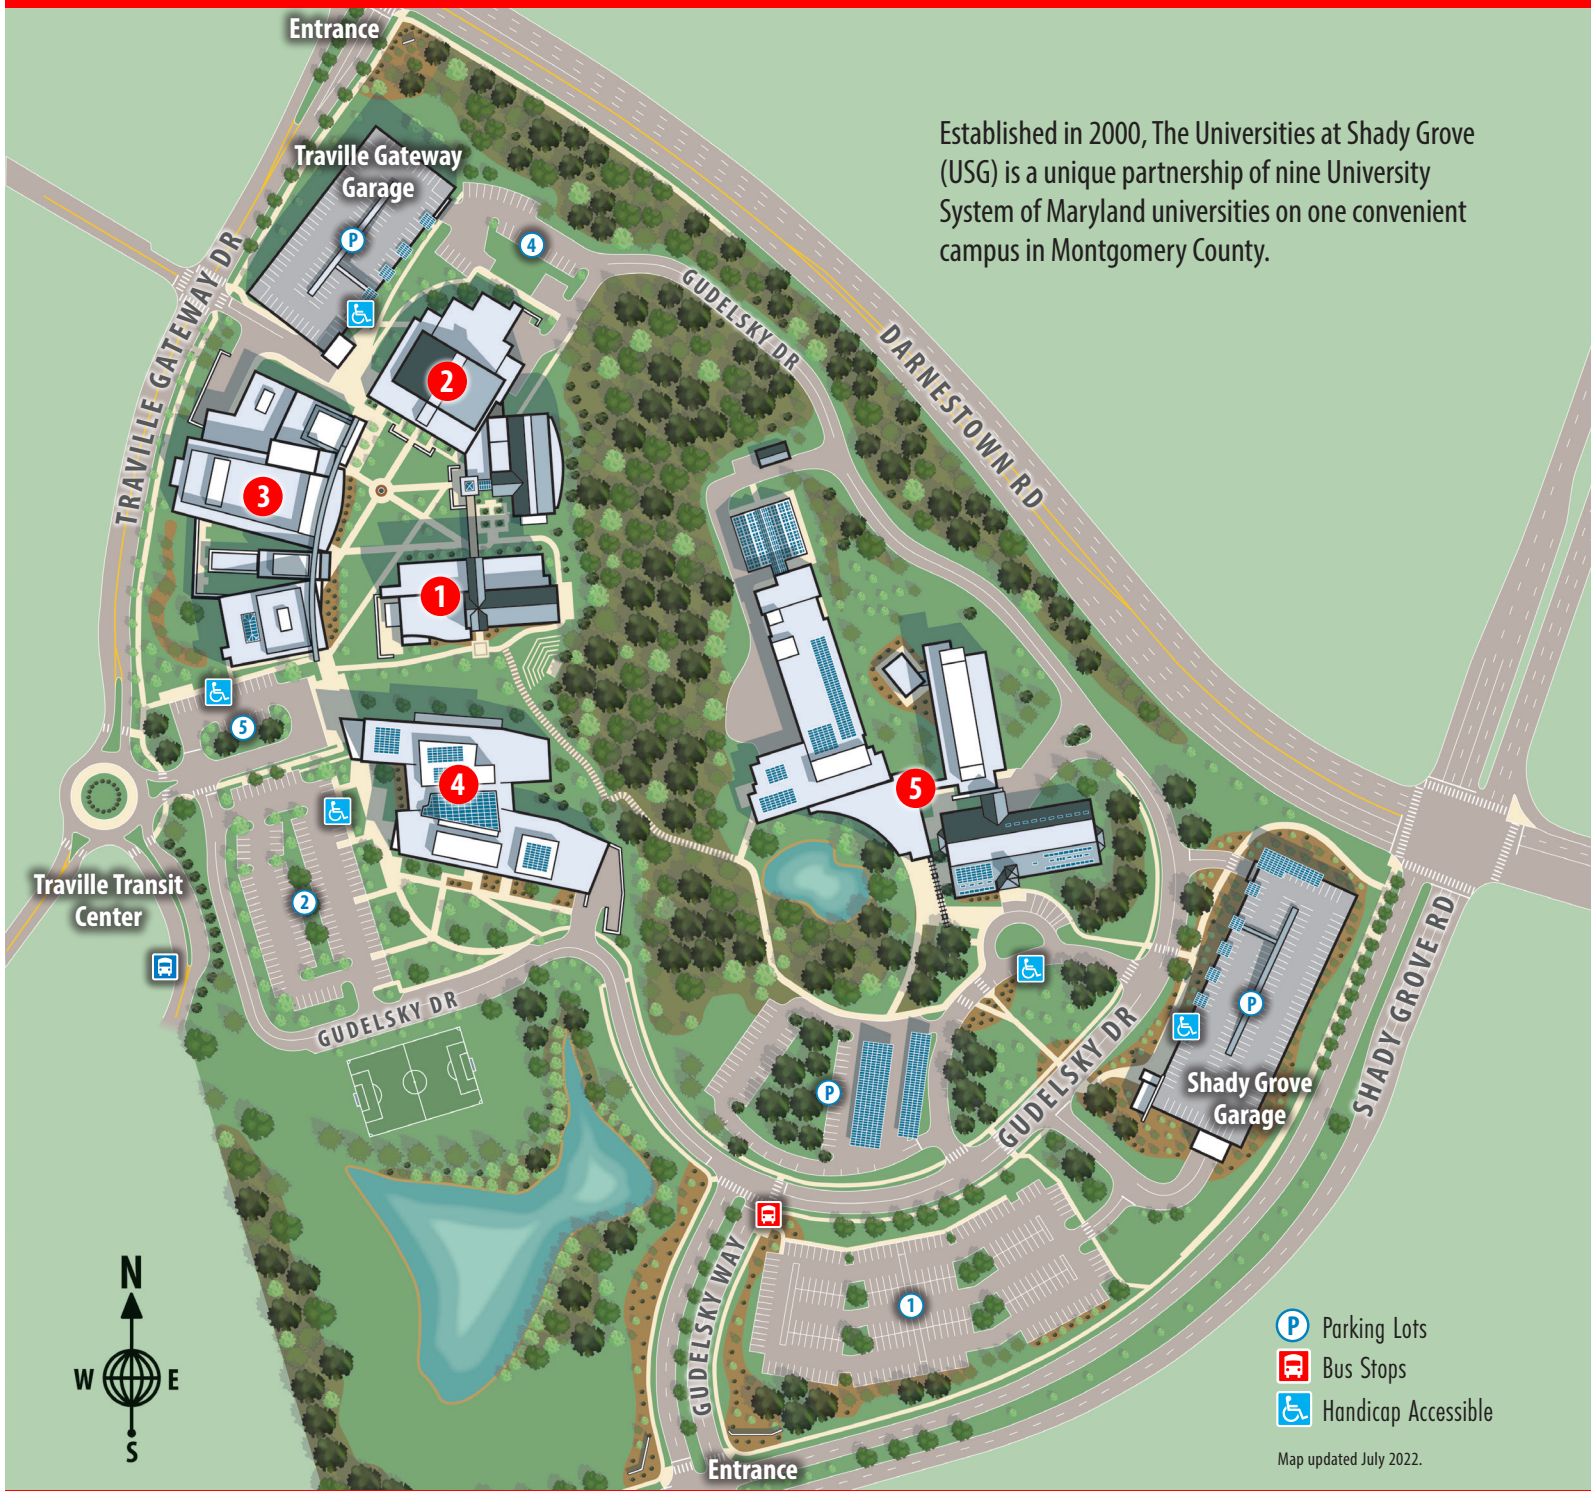 Entrance
Established in 2000, The Universities at Shady Grove
(USG) is a unique partnership of nine University
System of Maryland universities on one convenient
campus in Montgomery County.
Traville Gateway
Garage
P
4
GUDELSKY DR
DARNESTOWN RD
TRAVILLE GATEWAY DR
2
3
1
5
4
5
2
Traville Transit
Center
GUDELSKY DR
P
SHADY GROVE RD
GUDELSKY DR
Shady Grove
Garage
P
GUDELSKY WAY
1
N
W E
S
P Parking Lots
Bus Stops
Handicap Accessible
Map updated July 2022.
Entrance